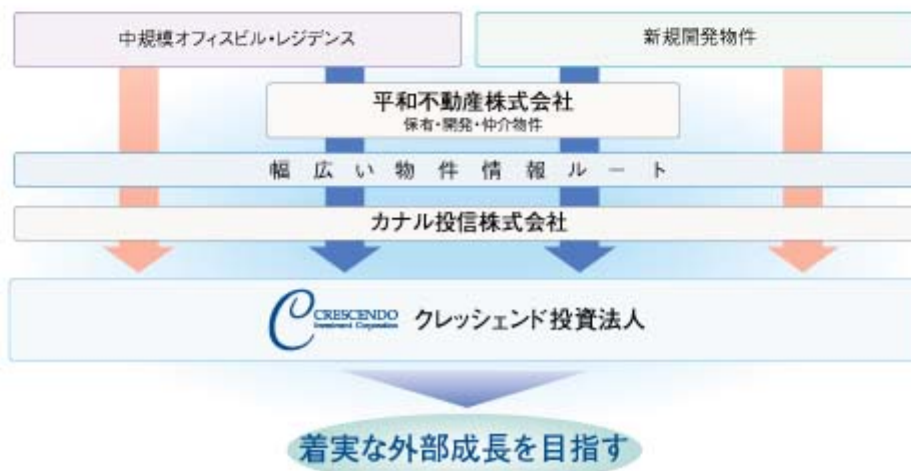 中規模オフィスビル・レジデンス
新規開発物件
平和不動産株式会社
保有・開発・仲介物件
幅広い物件情報ルート
カナル投信株式会社
CRESCENDO
Investment Corporation
クレッシェンド投資法人
着実な外部成長を目指す